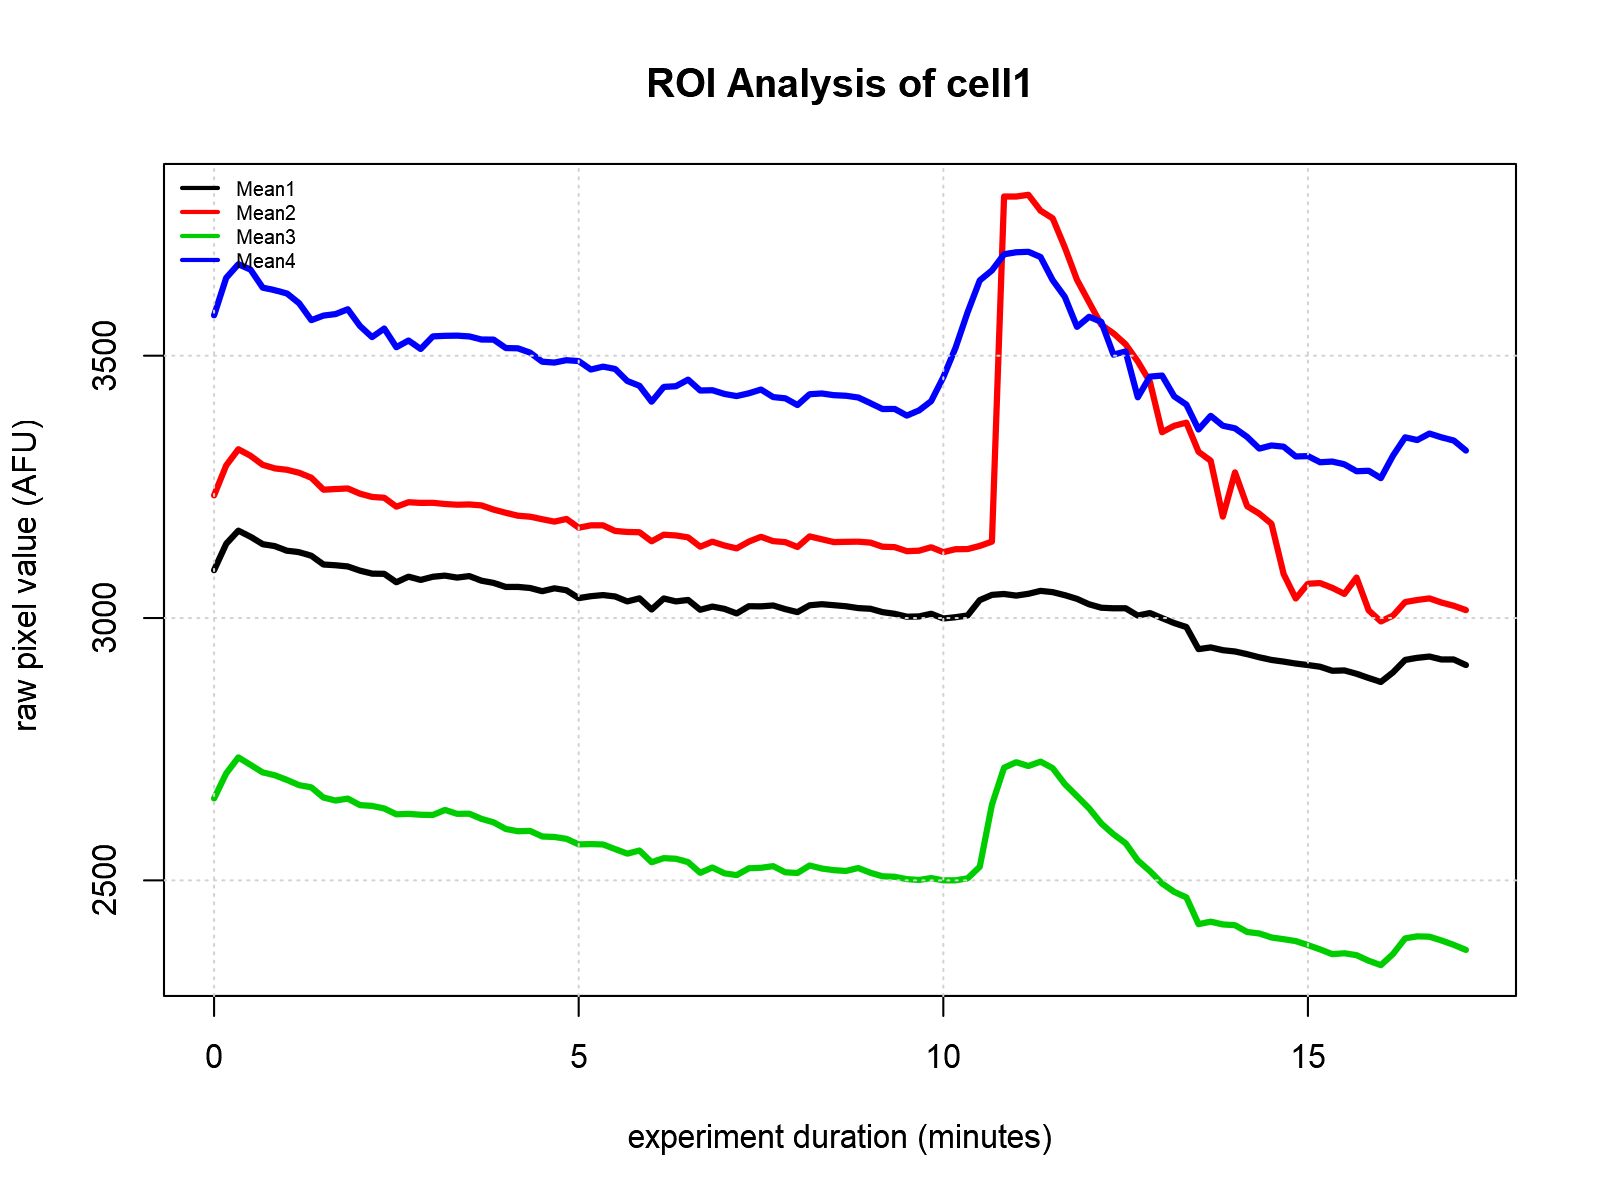 ROI Analysis of cell1
Mean1
Mean2
Mean3
Mean4
raw pixel value (AFU)
3500
3000
2500
0 5 10 15
experiment duration (minutes)